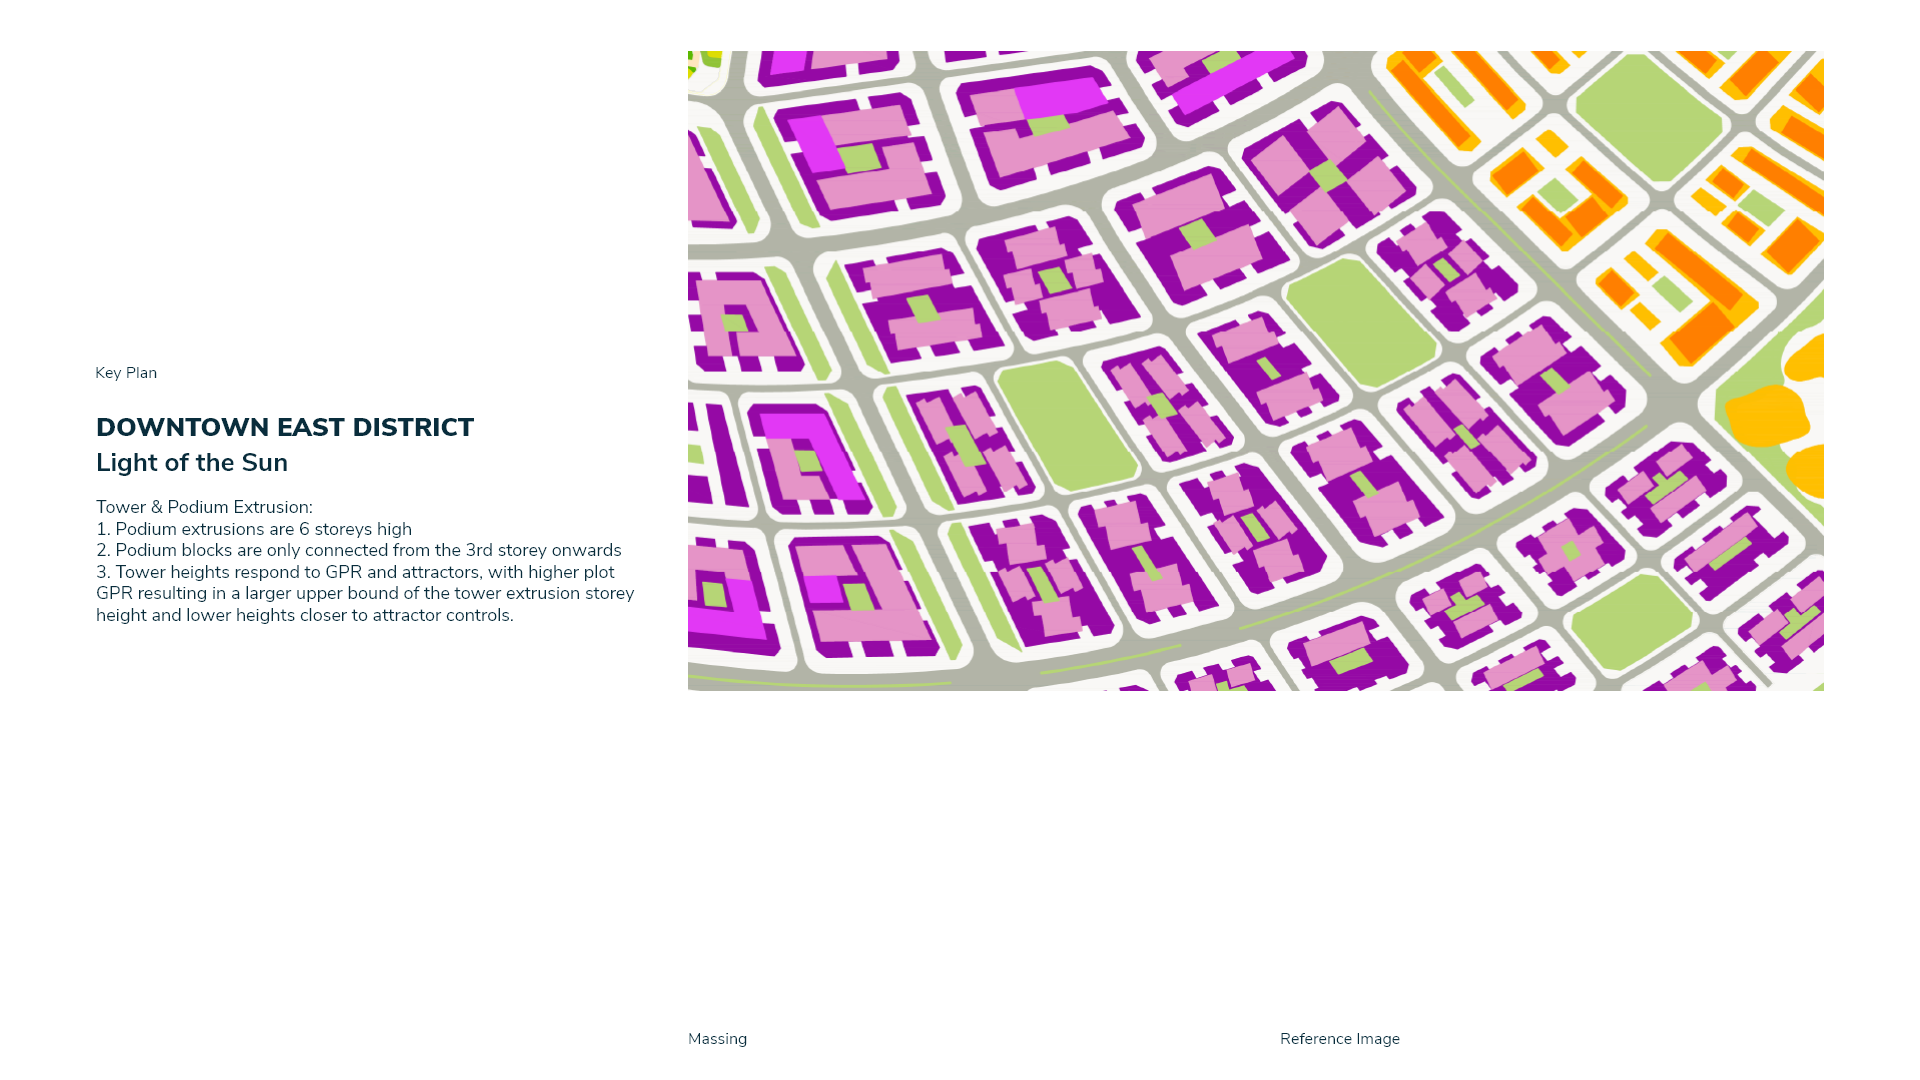 Key Plan
DOWNTOWN EAST DISTRICT
Light of the Sun
Tower & Podium Extrusion:
1. Podium extrusions are 6 storeys high
2. Podium blocks are only connected from the 3rd storey onwards
3. Tower heights respond to GPR and attractors, with higher plot
GPR resulting in a larger upper bound of the tower extrusion storey
height and lower heights closer to attractor controls.
Massing
Reference Image